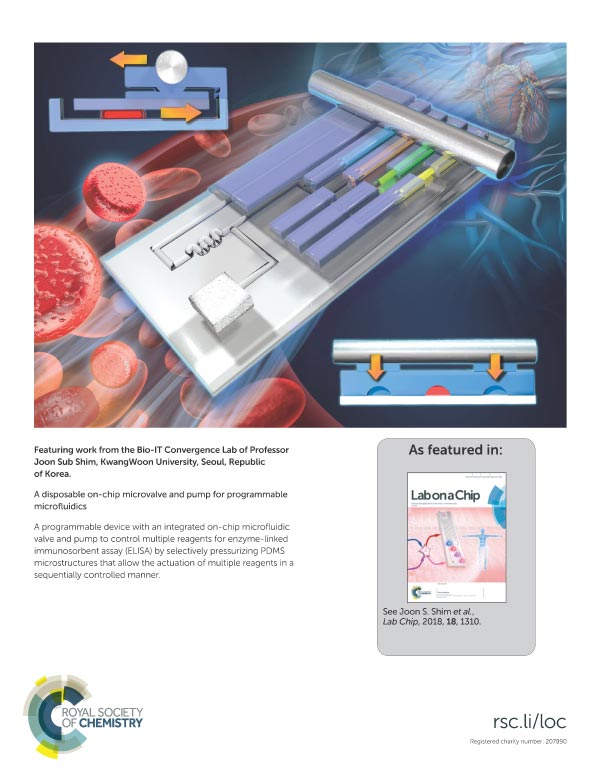 Featuring work from the Bio-IT Convergence Lab of Professor
Joon Sub Shim, KwangWoon University, Seoul, Republic
of Korea.
A disposable on-chip microvalve and pump for programmable
microfluidics
A programmable device with an integrated on-chip microfluidic
valve and pump to control multiple reagents for enzyme-linked
immunosorbent assay (ELISA) by selectively pressurizing PDMS
microstructures that allow the actuation of multiple reagents in a
sequentially controlled manner.
As featured in:
Lab on a Chip
See Joon S. Shim et al.,
Lab Chip, 2018, 18, 1310.
ROYAL SOCIETY
OF CHEMISTRY
rsc.li/loc
Registered charity number: 207890